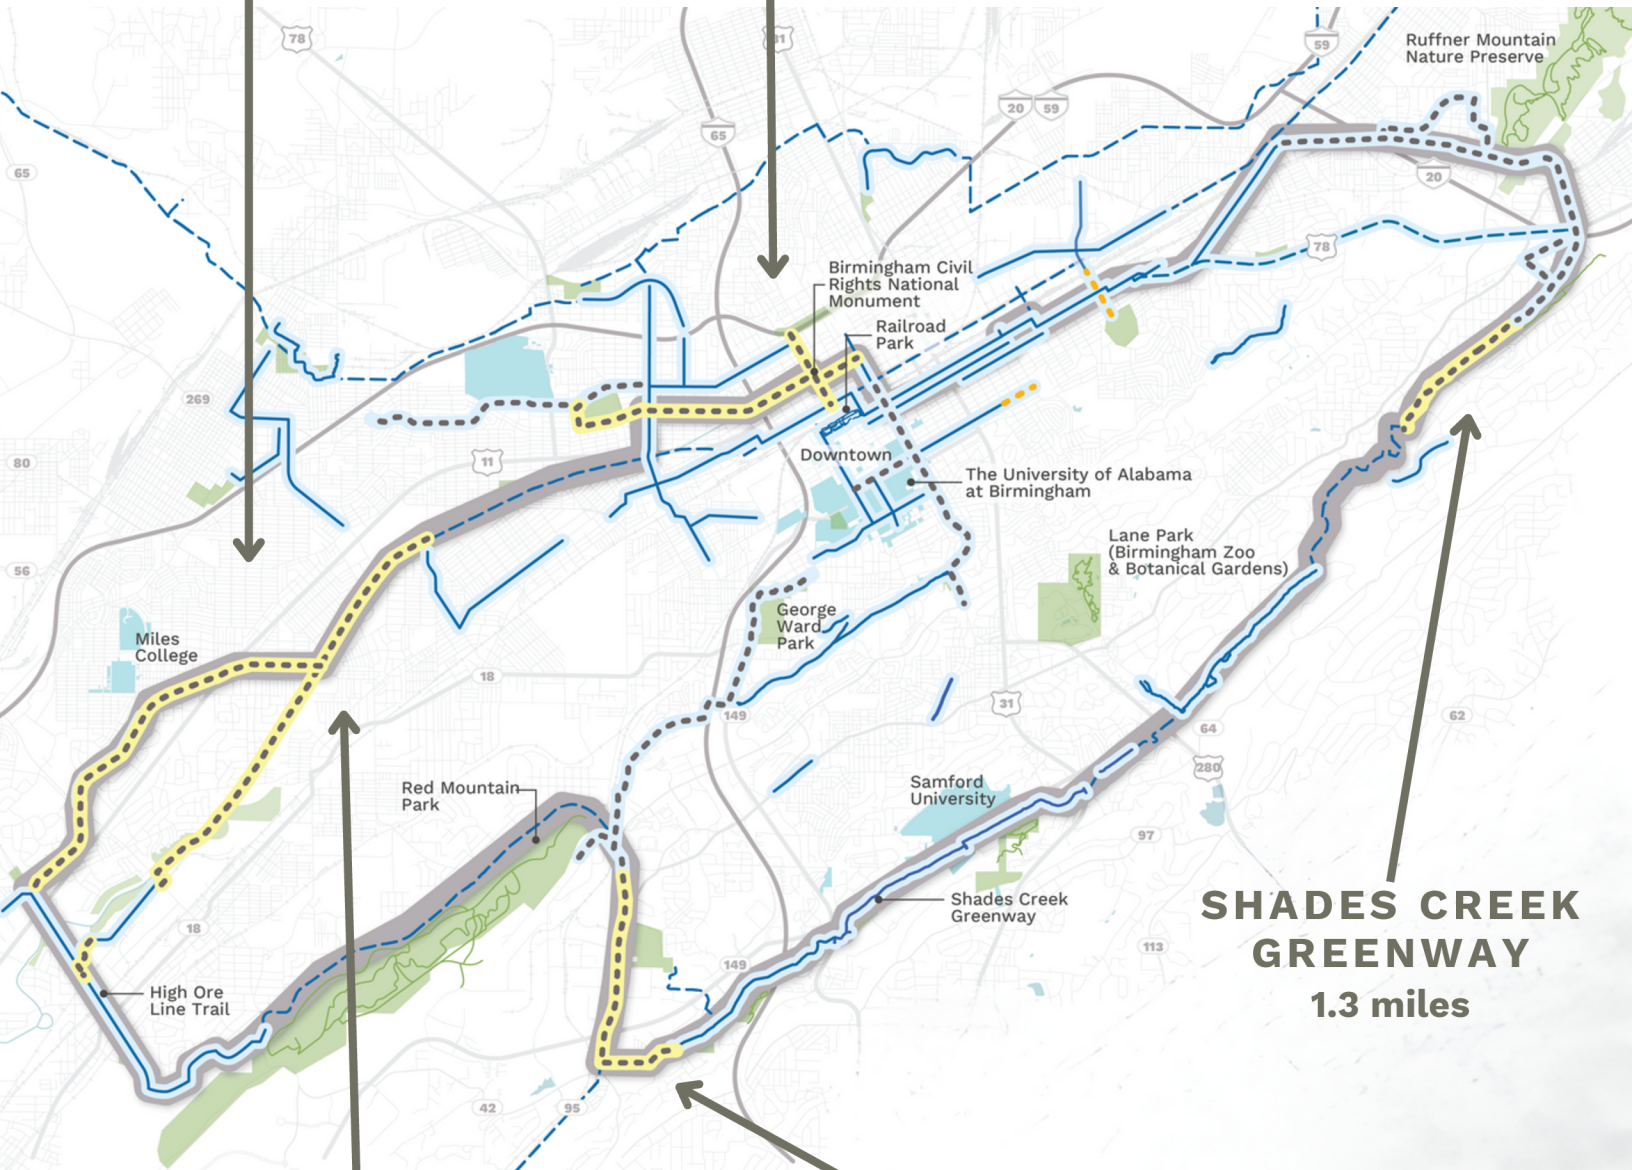 78
31
59
Ruffner Mountain
Nature Preserve
20
59
65
65
20
78
Birmingham Civil
Rights National
Monument
Railroad
Park
269
80
11
Downtown
The University of Alabama
at Birmingham
56
Lane Park
(Birmingham Zoo
& Botanical Gardens)
George
Ward
Park
Miles
College
18
149
31
64
62
280
Red Mountain
Park
Samford
University
97
Shades Creek
Greenway
SHADES CREEK
GREENWAY
1.3 miles
18
113
149
High Ore
Line Trail
42
95